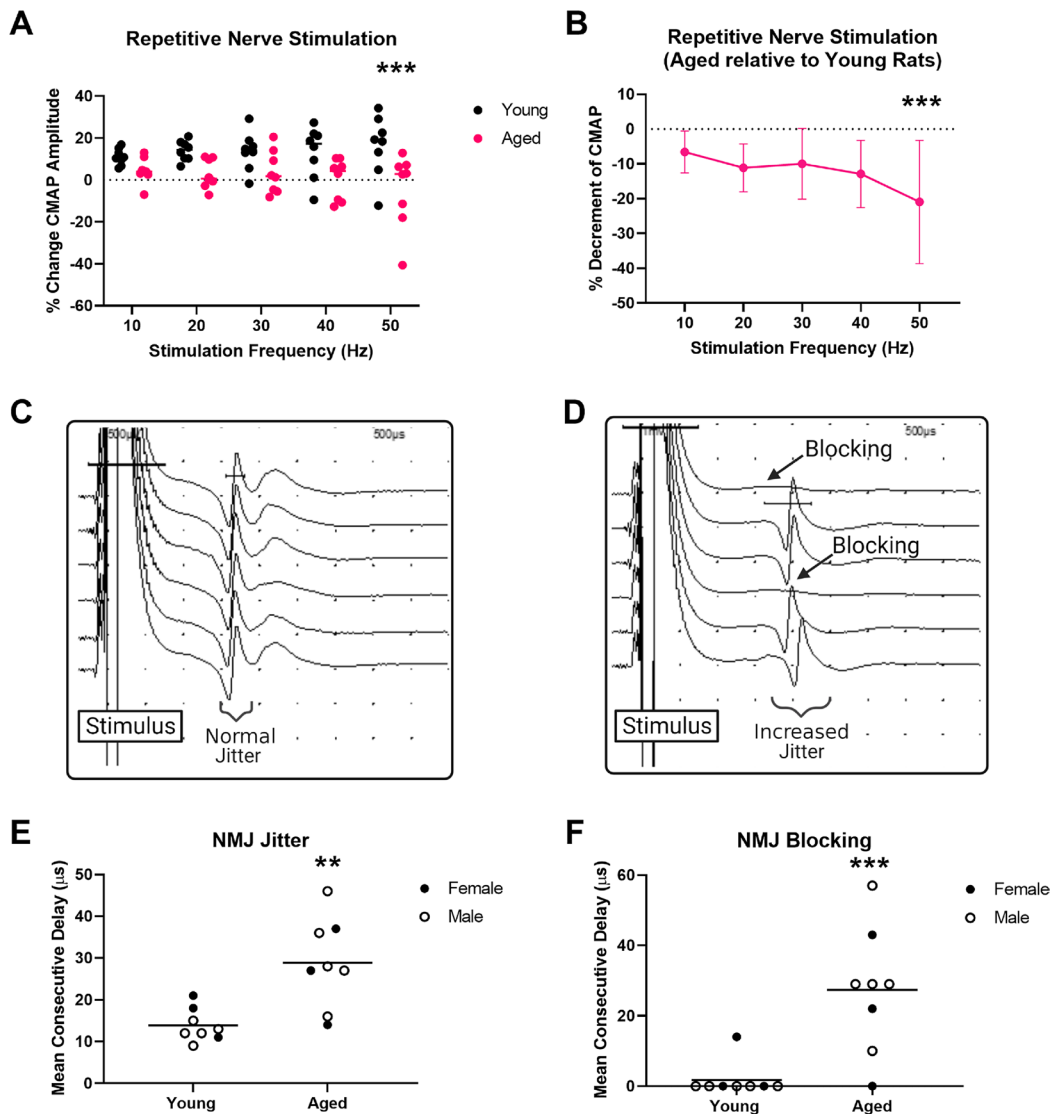 A
Repetitive Nerve Stimulation
***
% Change CMAP Amplitude
40
20
0
-20
-40
-60
10 20 30 40 50
Stimulation Frequency (Hz)
Young
Aged
B
Repetitive Nerve Stimulation
(Aged relative to Young Rats)
***
% Decrement of CMAP
10
0
-10
-20
-30
-40
-50
10 20 30 40 50
Stimulation Frequency (Hz)
C
500µs 500µs
Stimulus
Normal
Jitter
D
500µs
Blocking
Blocking
Stimulus
Increased
Jitter
E
NMJ Jitter
**
Mean Consecutive Delay (µs)
50
40
30
20
10
0
Young Aged
Female
Male
F
NMJ Blocking
***
Mean Consecutive Delay (µs)
60
40
20
0
Young Aged
Female
Male